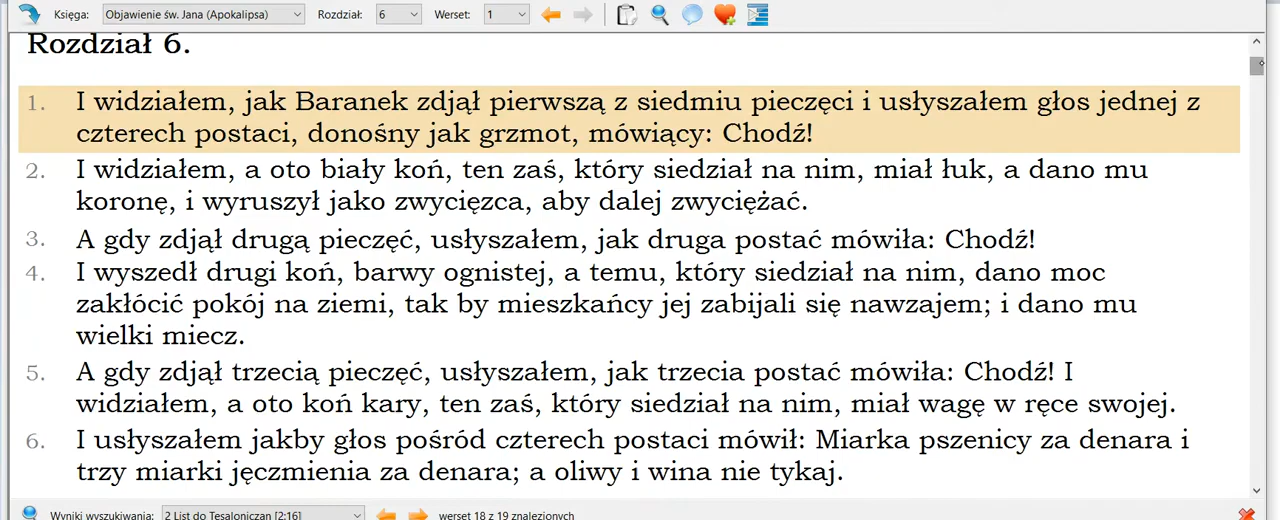 Księga: Objawienie św. Jana (Apokalipsa) Rozdział: 6 Werset: 1
Rozdział 6.
1. I widziałem, jak Baranek zdjął pierwszą z siedmiu pieczęci i usłyszałem głos jednej z
czterech postaci, donośny jak grzmot, mówiący: Chodź!
2. I widziałem, a oto biały koń, ten zaś, który siedział na nim, miał łuk, a dano mu
koronę, i wyruszył jako zwycięzca, aby dalej zwyciężać.
3. A gdy zdjął drugą pieczęć, usłyszałem, jak druga postać mówiła: Chodź!
4. I wyszedł drugi koń, barwy ognistej, a temu, który siedział na nim, dano moc
zakłócić pokój na ziemi, tak by mieszkańcy jej zabijali się nawzajem; i dano mu
wielki miecz.
5. A gdy zdjął trzecią pieczęć, usłyszałem, jak trzecia postać mówiła: Chodź! I
widziałem, a oto koń kary, ten zaś, który siedział na nim, miał wagę w ręce swojej.
6. I usłyszałem jakby głos pośród czterech postaci mówił: Miarka pszenicy za denara i
trzy miarki jęczmienia za denara; a oliwy i wina nie tykaj.
Wyniki wyszukiwania: 2 List do Tesaloniczan [2:16] werset 18 z 19 znalezionych